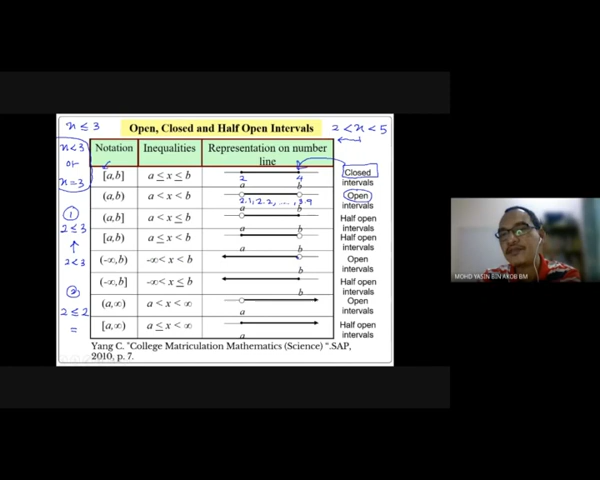 x ≤ 3
Open, Closed and Half Open Intervals
2 < x < 5
x < 3
or
x = 3
①
2 ≤ 3
↑
2 < 3
②
2 ≤ 2
=
Notation Inequalities Representation on number line
[a,b] a ≤ x ≤ b 2 4 a b Closed intervals
(a,b) a < x < b 2.1, 2.2, ...., 3.9 a b Open intervals
(a,b] a < x ≤ b a b Half open intervals
[a,b) a ≤ x < b a b Half open intervals
(-∞,b) -∞< x < b b Open intervals
(-∞,b] -∞< x ≤ b b Half open intervals
(a,∞) a < x < ∞ a Open intervals
[a,∞) a ≤ x < ∞ a Half open intervals
Yang C. "College Matriculation Mathematics (Science) ".SAP,
2010, p. 7.
MOHD YASIN BIN AKOB BM